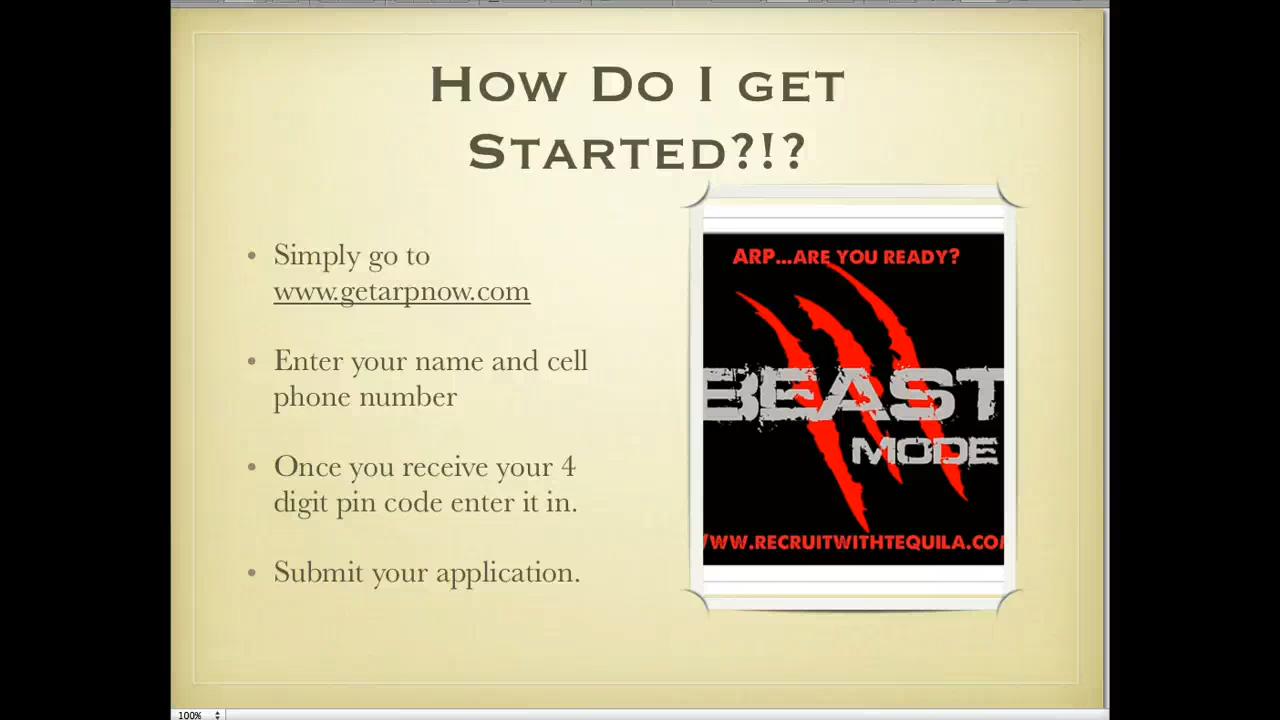 How Do I get
Started?!?
• Simply go to
www.getarpnow.com
• Enter your name and cell
phone number
• Once you receive your 4
digit pin code enter it in.
• Submit your application.
ARP...ARE YOU READY?
BEAST
MODE
WWW.RECRUITWITHTEQUILA.COM
100%